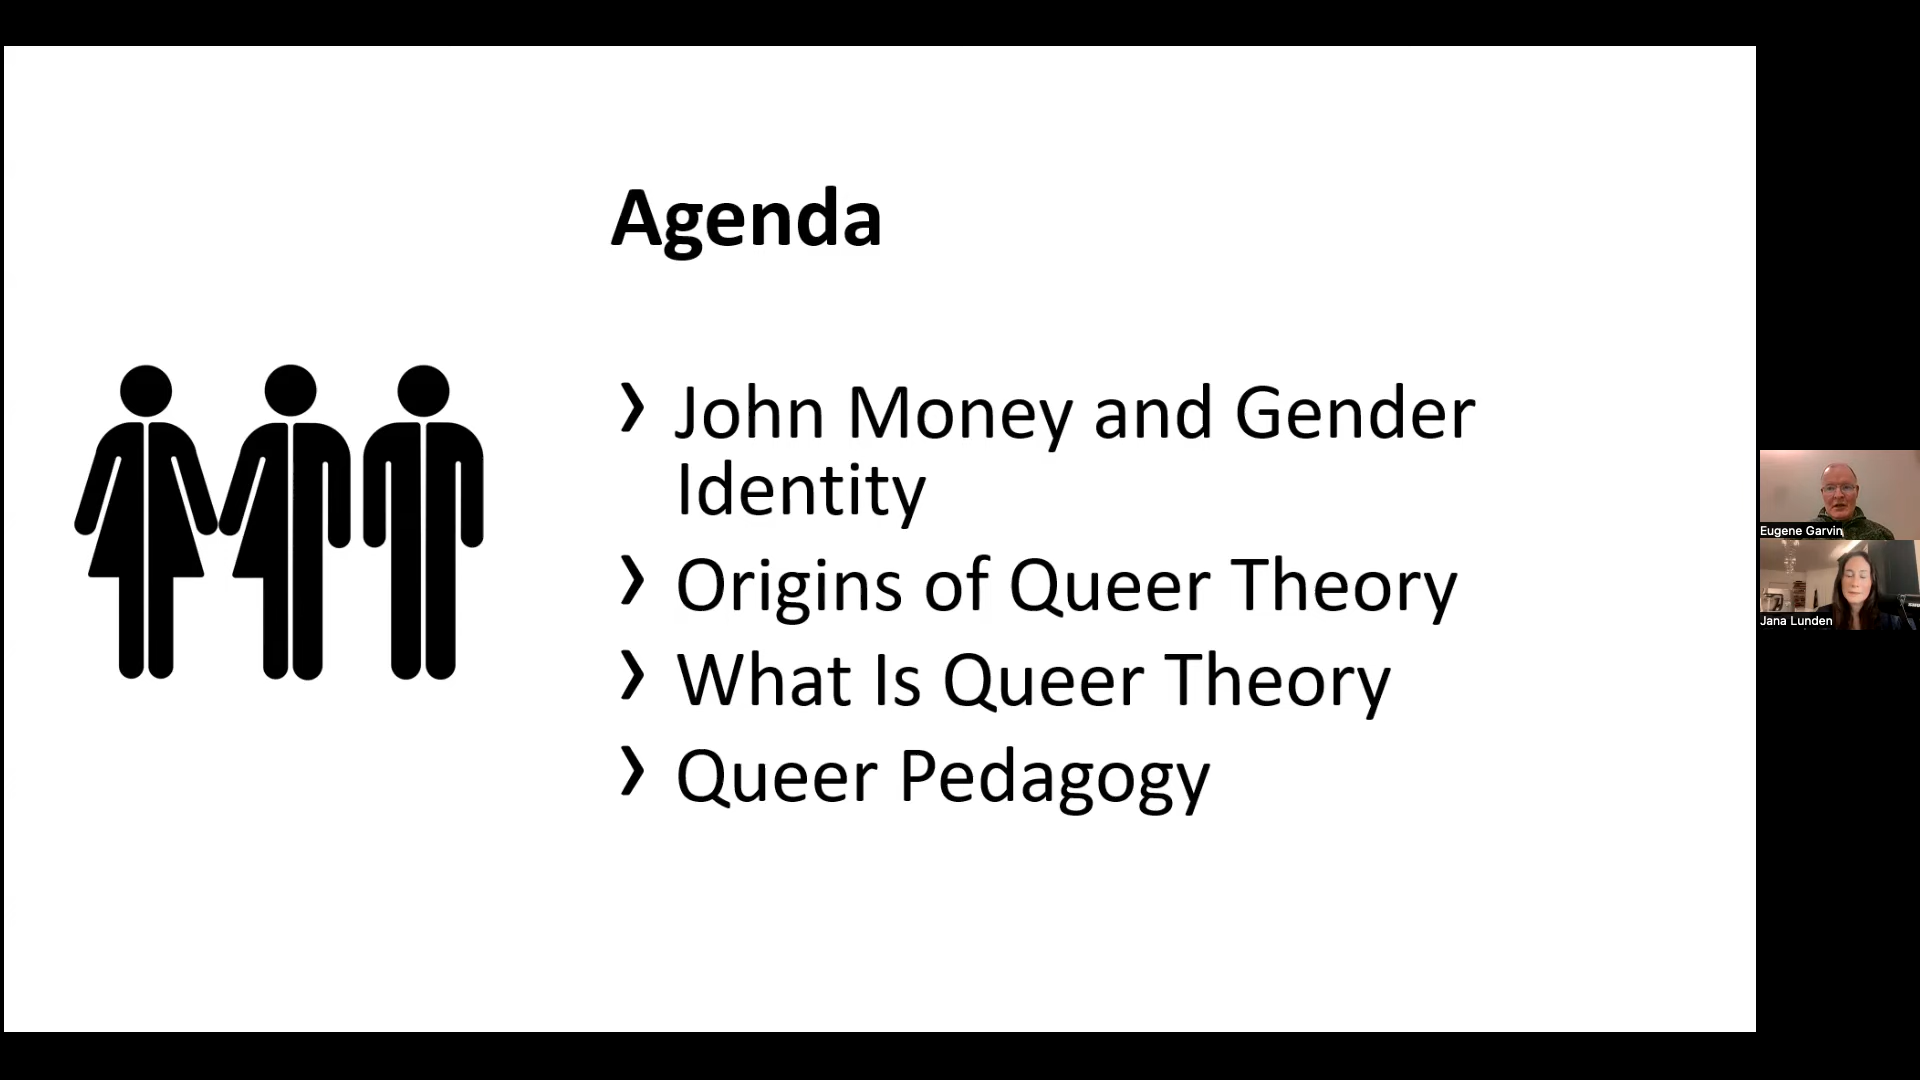 Agenda
› John Money and Gender
Identity
› Origins of Queer Theory
› What Is Queer Theory
› Queer Pedagogy
Eugene Garvin
Jana Lunden